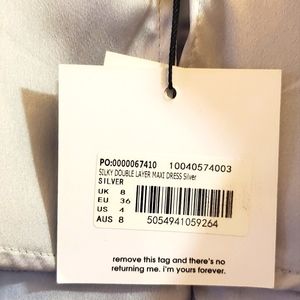 PO:0000067410 10040574003
SILKY DOUBLE LAYER MAXI DRESS Silver
SILVER
UK 8
EU 36
US 4
AUS 8
5054941059264
remove this tag and there's no
returning me. i'm yours forever.